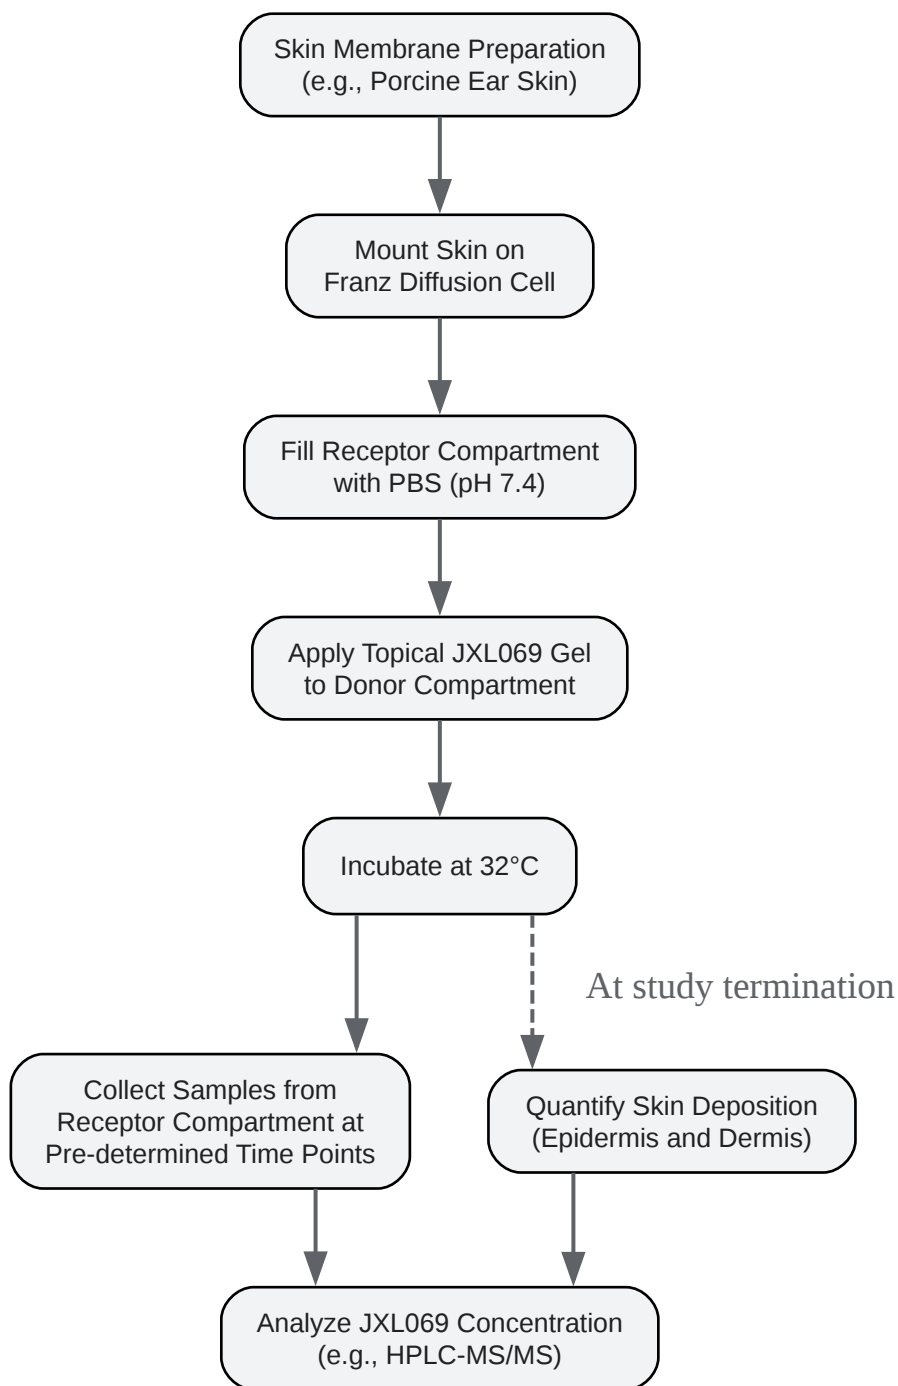 Skin Membrane Preparation
(e.g., Porcine Ear Skin)
Mount Skin on
Franz Diffusion Cell
Fill Receptor Compartment
with PBS (pH 7.4)
Apply Topical JXL069 Gel
to Donor Compartment
Incubate at 32°C
At study termination
Collect Samples from
Receptor Compartment at
Pre-determined Time Points
Quantify Skin Deposition
(Epidermis and Dermis)
Analyze JXL069 Concentration
(e.g., HPLC-MS/MS)